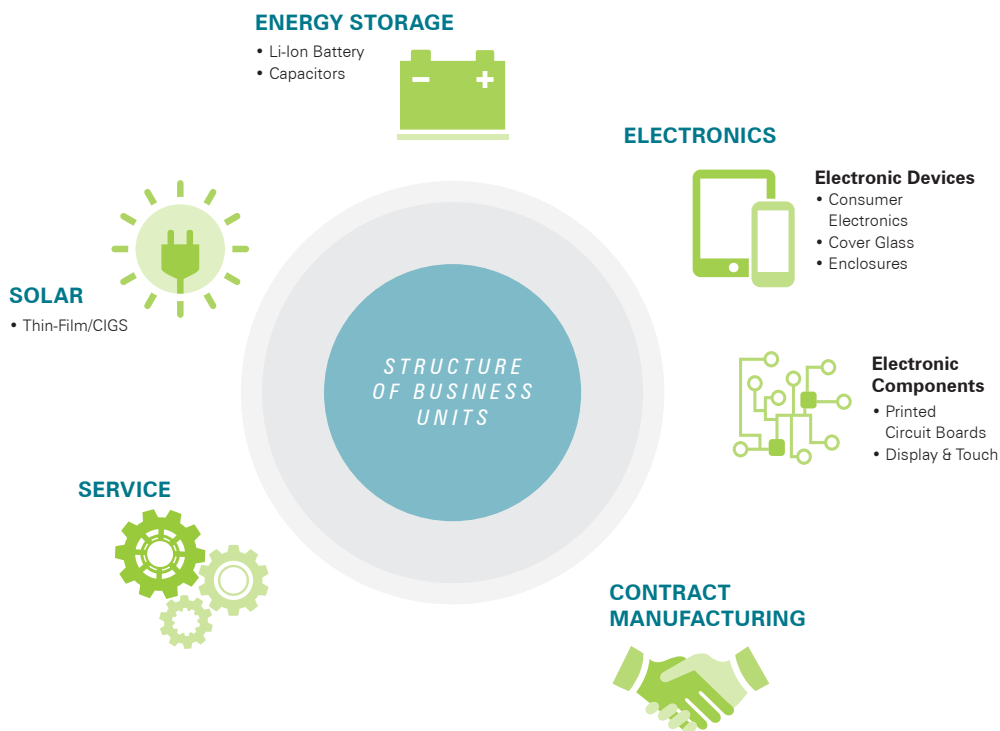 ENERGY STORAGE
• Li-Ion Battery
• Capacitors
ELECTRONICS
Electronic Devices
• Consumer
Electronics
• Cover Glass
• Enclosures
SOLAR
• Thin-Film/CIGS
STRUCTURE
OF BUSINESS
UNITS
Electronic
Components
• Printed
Circuit Boards
• Display & Touch
SERVICE
CONTRACT
MANUFACTURING